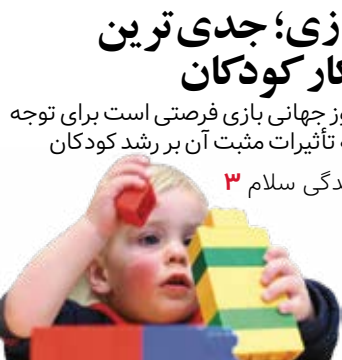 ازی؛ جدی‌ترین
کار کودکان
وز جهانی بازی فرصتی است برای توجه
ه تأثیرات مثبت آن بر رشد کودکان
دگی سلام ۳